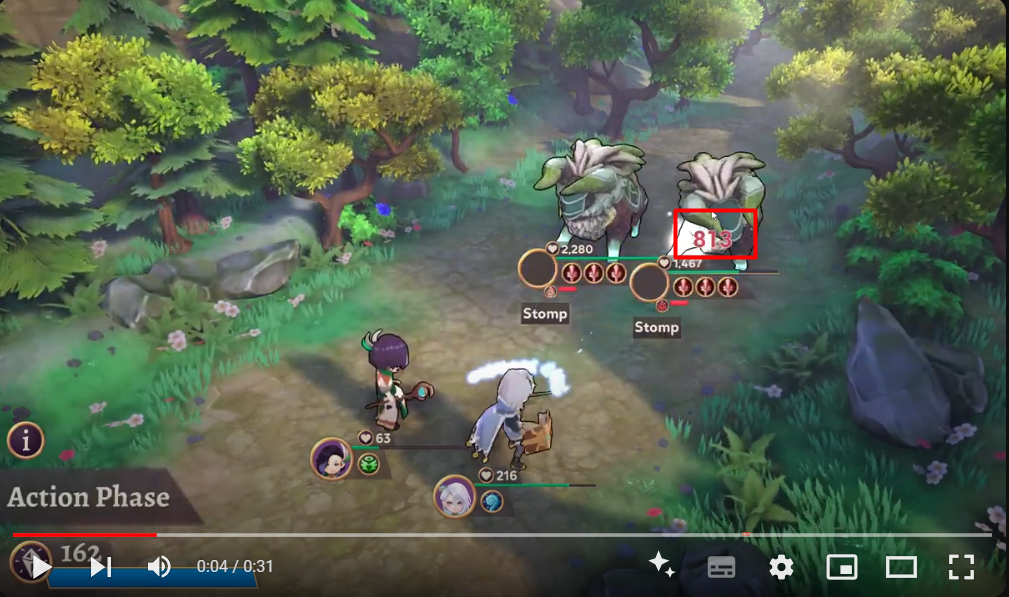 813
2,280
1,467
Stomp
Stomp
63
216
i
Action Phase
162
0:04 / 0:31